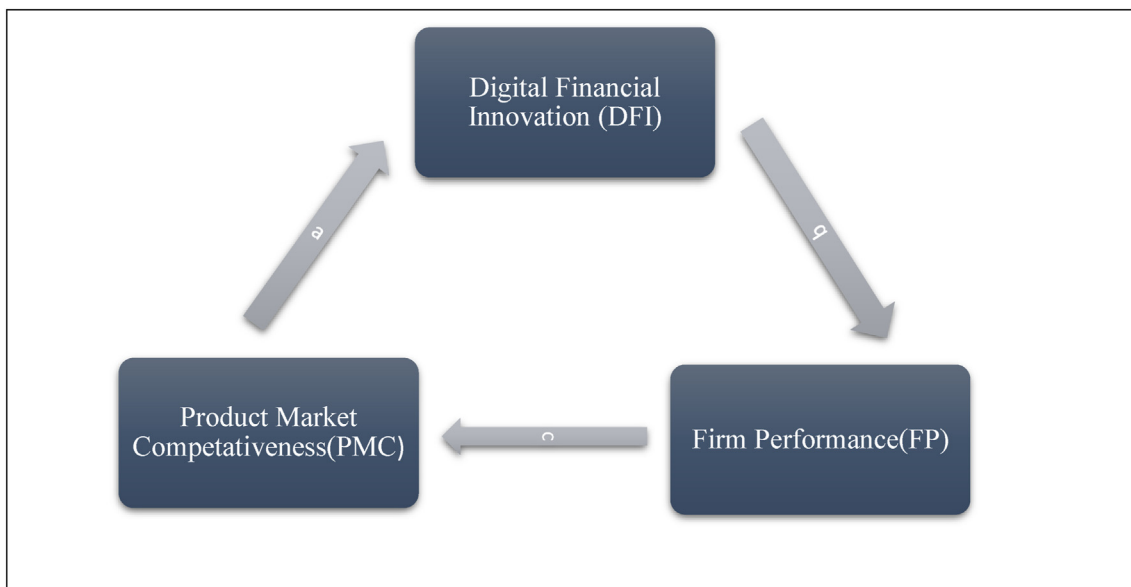 Digital Financial
Innovation (DFI)
a
b
Product Market
Competativeness(PMC)
c
Firm Performance(FP)